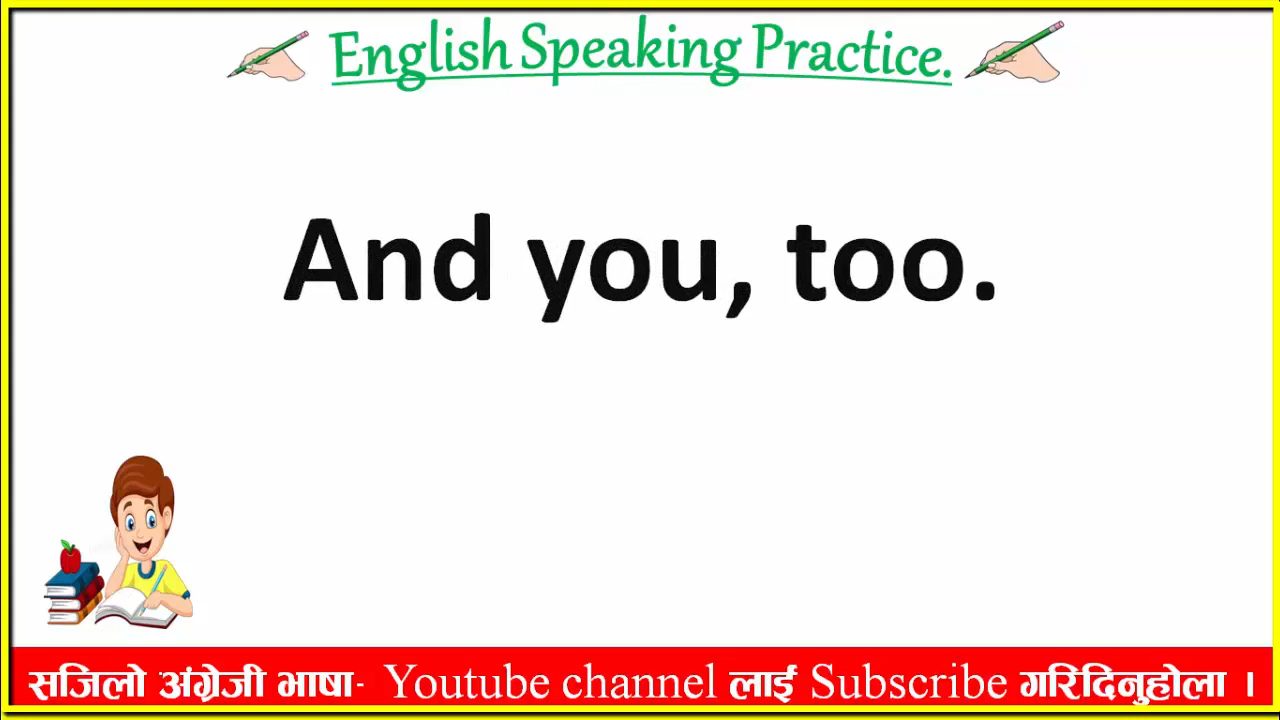 English Speaking Practice.
And you, too.
सजिलो अंग्रेजी भाषा- Youtube channel लाई Subscribe गरिदिनुहोला ।